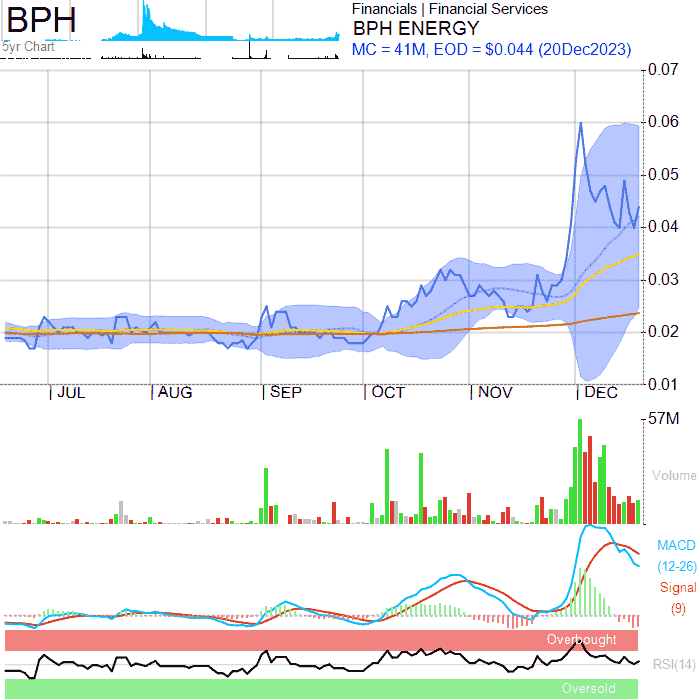 BPH
5yr Chart
Financials | Financial Services
BPH ENERGY
MC = 41M, EOD = $0.044 (20Dec2023)
0.07
0.06
0.05
0.04
0.03
0.02
0.01
JUL AUG SEP OCT NOV DEC
57M
Volume
MACD
(12-26)
Signal
(9)
Overbought
RSI(14)
Oversold